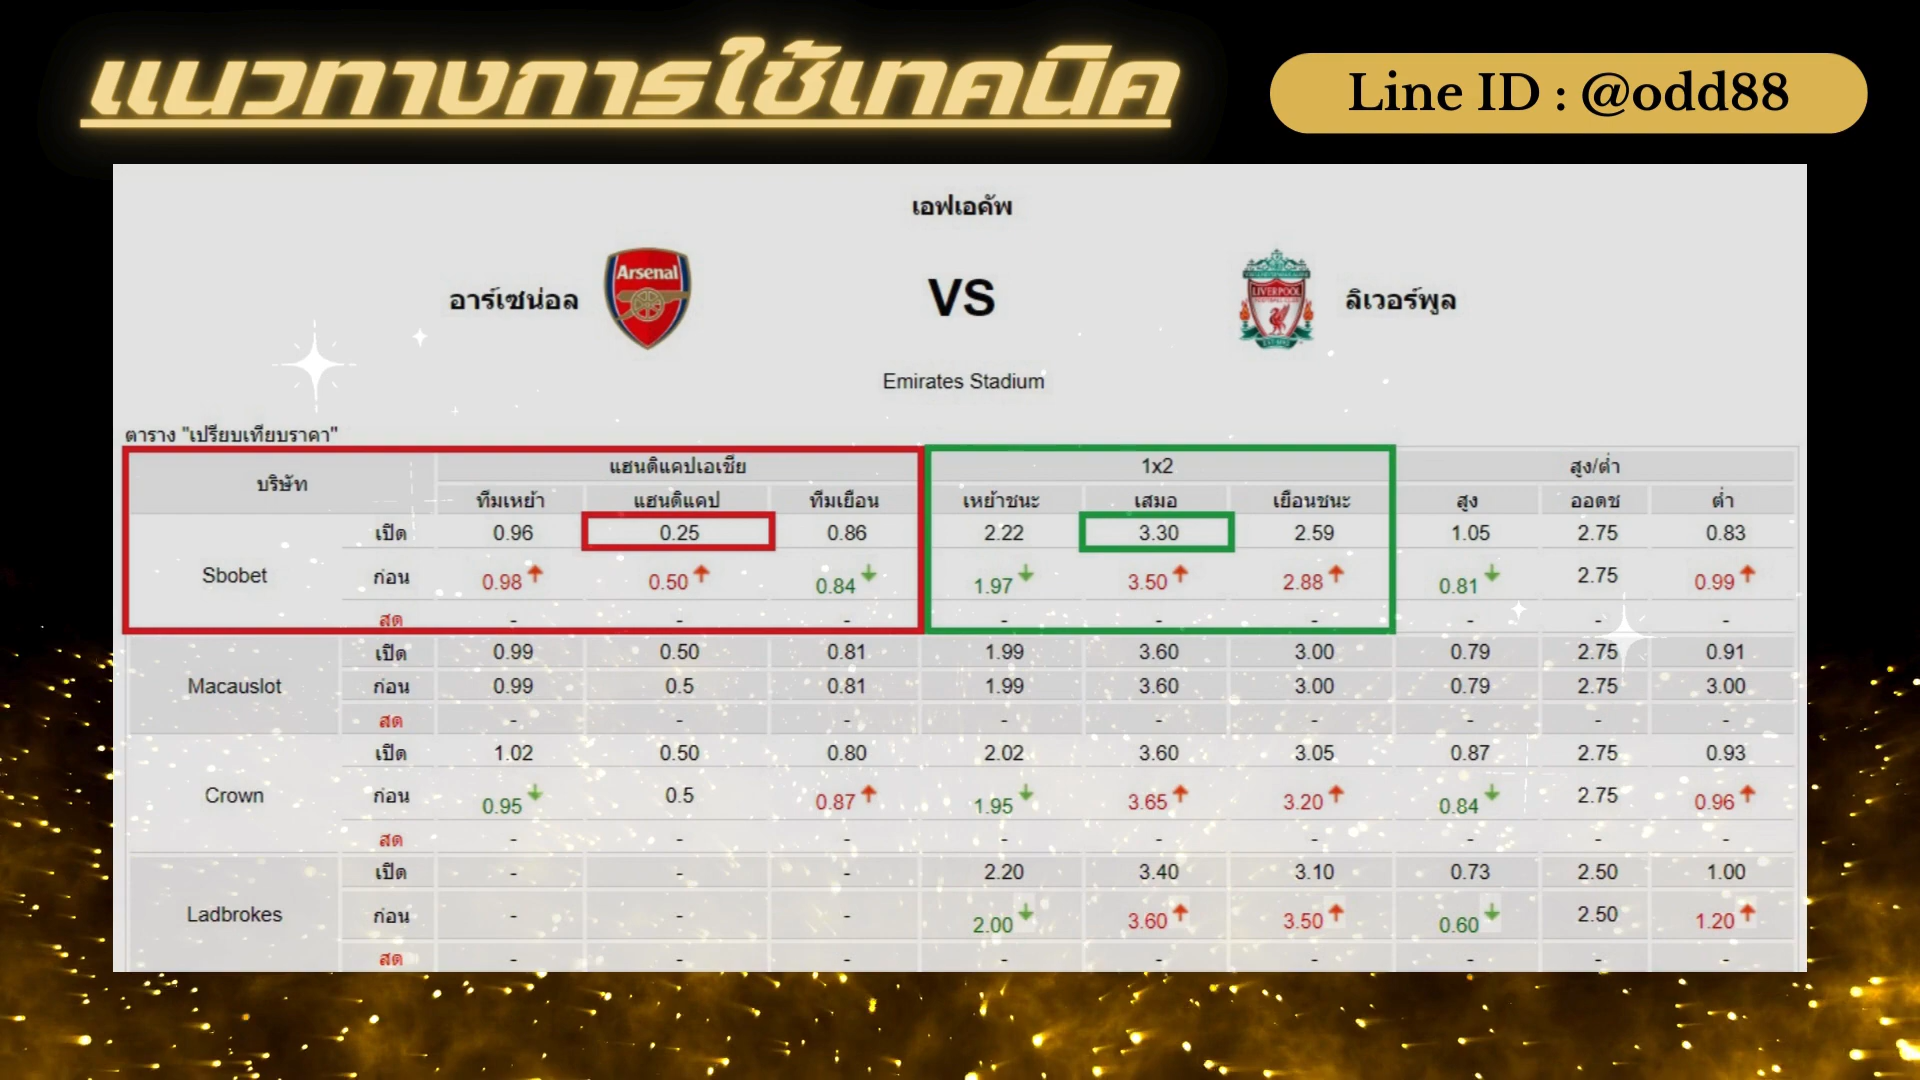 แนวทางการใช้เทคนิค
Line ID : @odd88
เอฟเอคัพ
อาร์เซน่อล Arsenal VS LIVERPOOL ลิเวอร์พูล
Emirates Stadium
ตาราง "เปรียบเทียบราคา"
บริษัท แฮนดิแคปเอเชีย 1x2 สูง/ต่ำ
ทีมเหย้า แฮนดิแคป ทีมเยือน เหย้าชนะ เสมอ เยือนชนะ สูง ออดซ ต่ำ
Sbobet
เปิด 0.96 0.25 0.86 2.22 3.30 2.59 1.05 2.75 0.83
ก่อน 0.98 0.50 0.84 1.97 3.50 2.88 0.81 2.75 0.99
สด - - - - - - - - -
Macauslot
เปิด 0.99 0.50 0.81 1.99 3.60 3.00 0.79 2.75 0.91
ก่อน 0.99 0.5 0.81 1.99 3.60 3.00 0.79 2.75 3.00
สด - - - - - - - - -
Crown
เปิด 1.02 0.50 0.80 2.02 3.60 3.05 0.87 2.75 0.93
ก่อน 0.95 0.5 0.87 1.95 3.65 3.20 0.84 2.75 0.96
สด - - - - - - - - -
Ladbrokes
เปิด - - - 2.20 3.40 3.10 0.73 2.50 1.00
ก่อน - - - 2.00 3.60 3.50 0.60 2.50 1.20
สด - - - - - - - - -